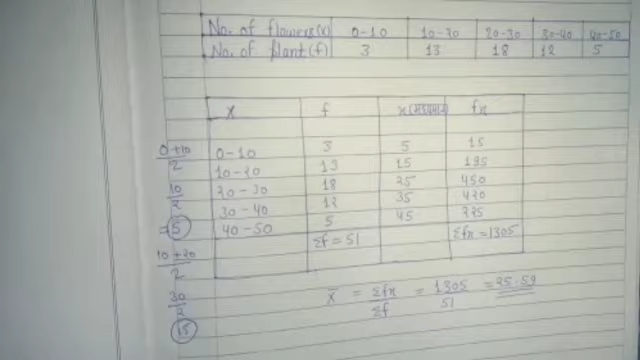 No. of flowers(x) 0-10 10-20 20-30 30-40 40-50
No. of plant(f) 3 13 18 12 5
X f x(मध्यमान) fx
0-10 3 5 15
10-20 13 15 195
20-30 18 25 450
30-40 12 35 420
40-50 5 45 225
Σf = 51 Σfx = 1305
0+10
2
10
2
= 5
10+20
2
30
2
15
x̄ = Σfx/Σf = 1305/51 = 25.59